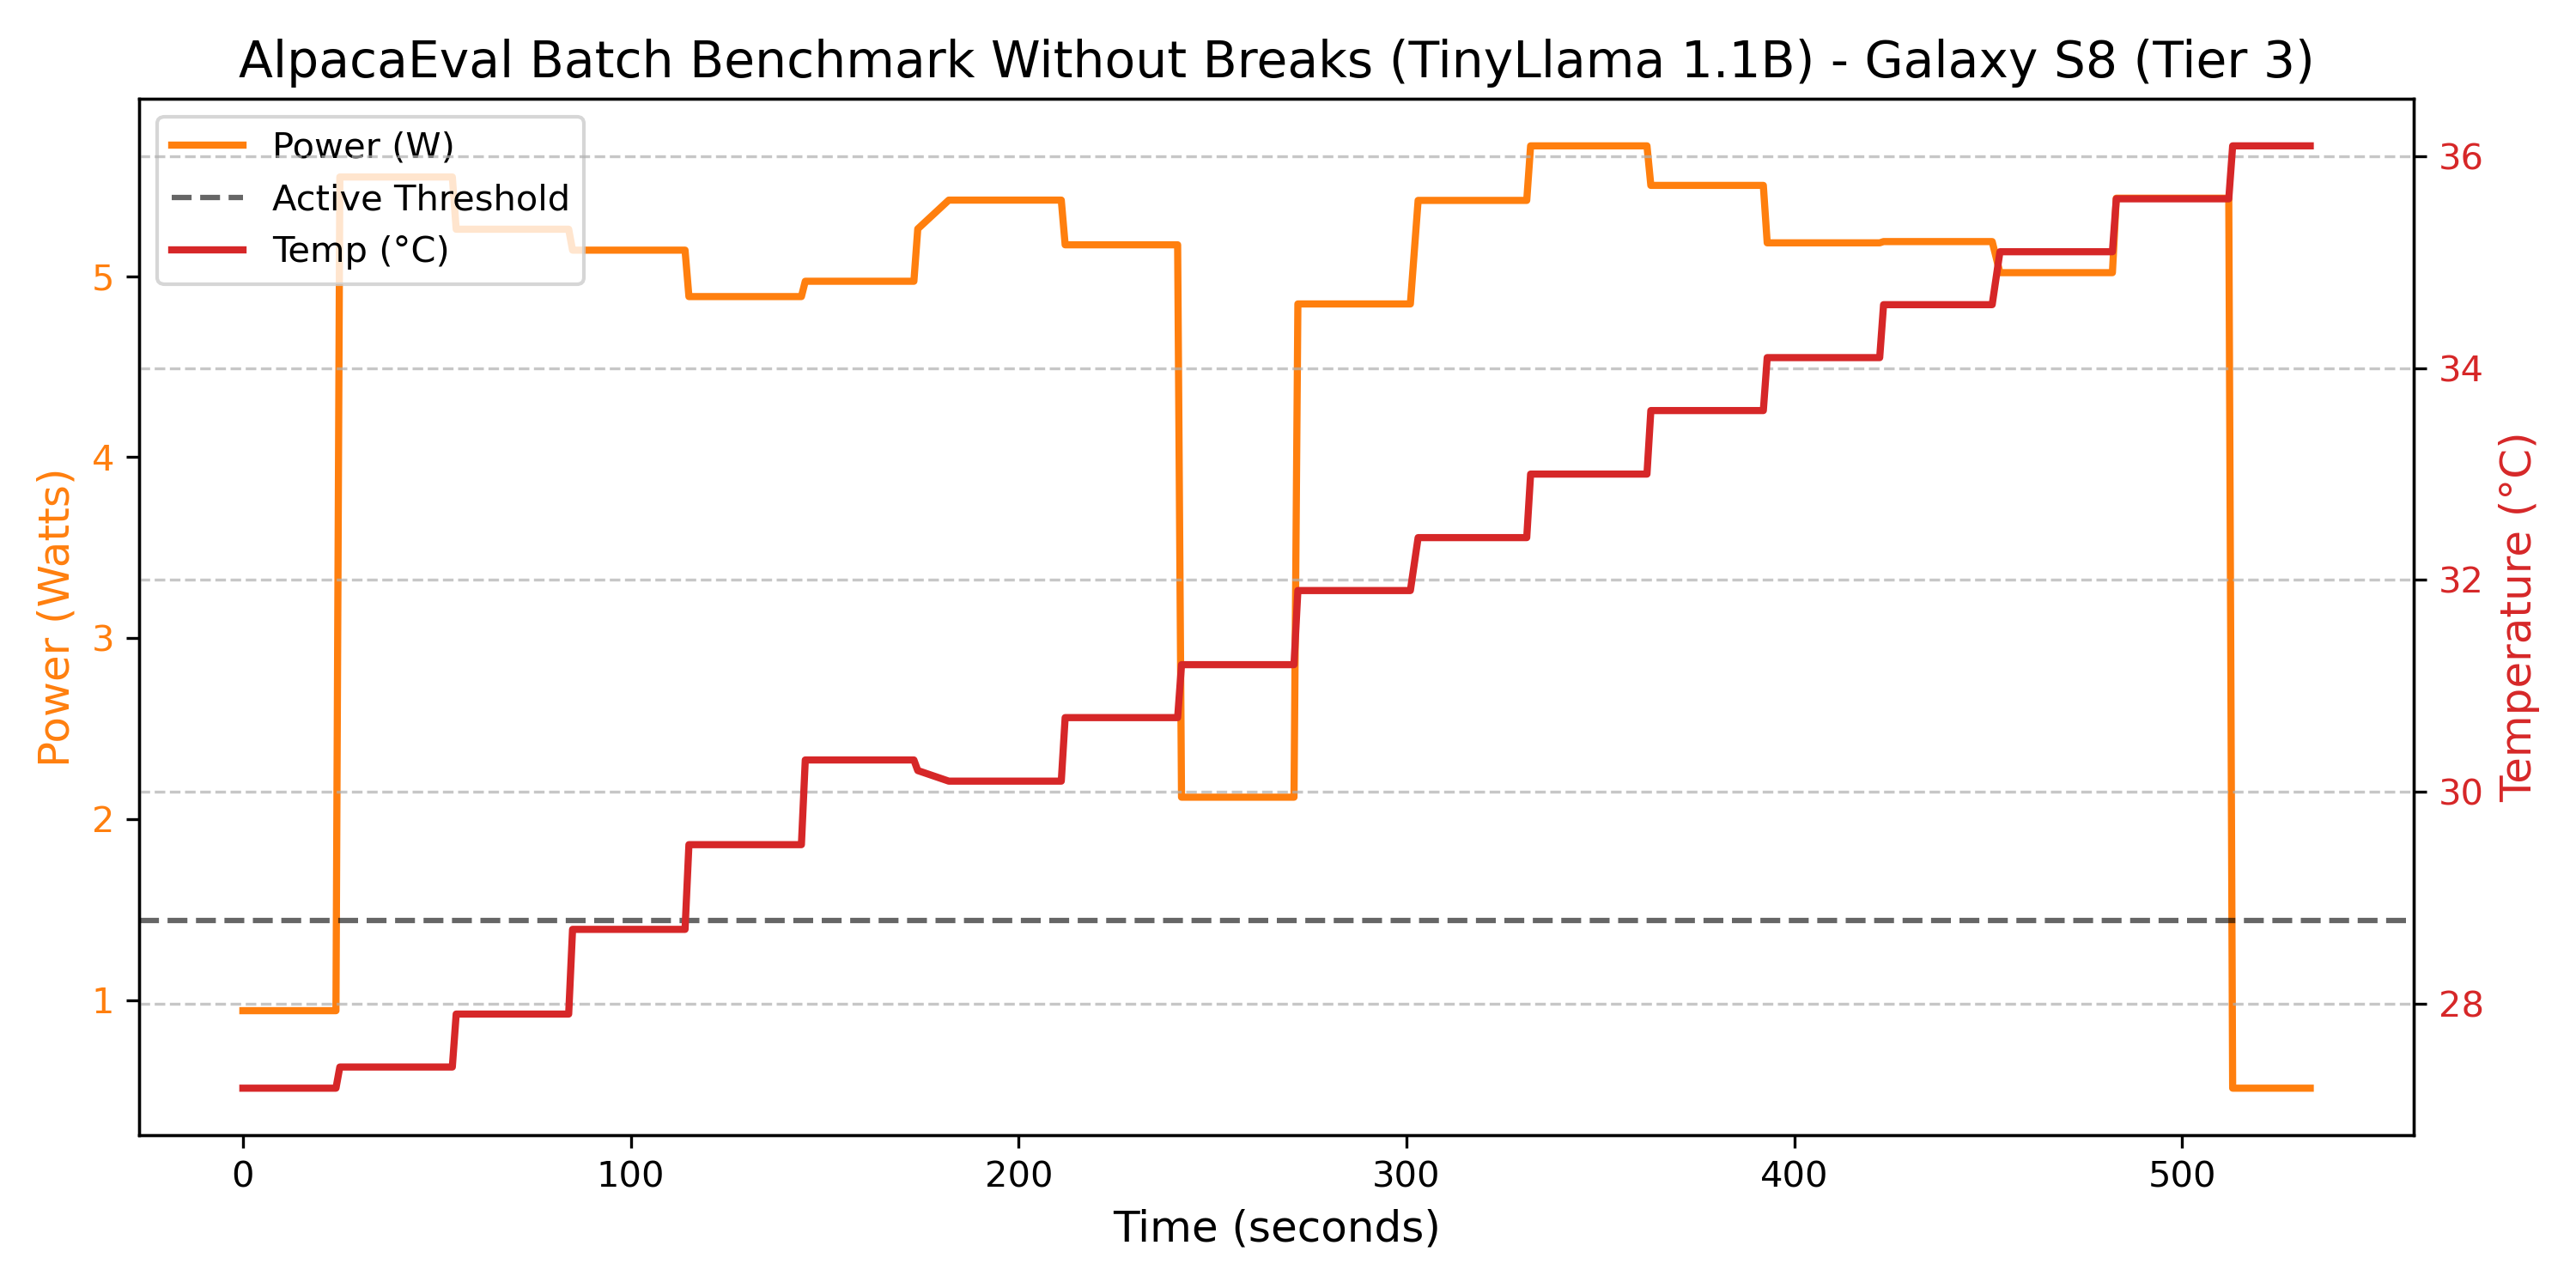 AlpacaEval Batch Benchmark Without Breaks (TinyLlama 1.1B) - Galaxy S8 (Tier 3)
Power (W)
Active Threshold
Temp (°C)
5
4
3
2
1
Power (Watts)
36
34
32
30
28
Temperature (°C)
0 100 200 300 400 500
Time (seconds)